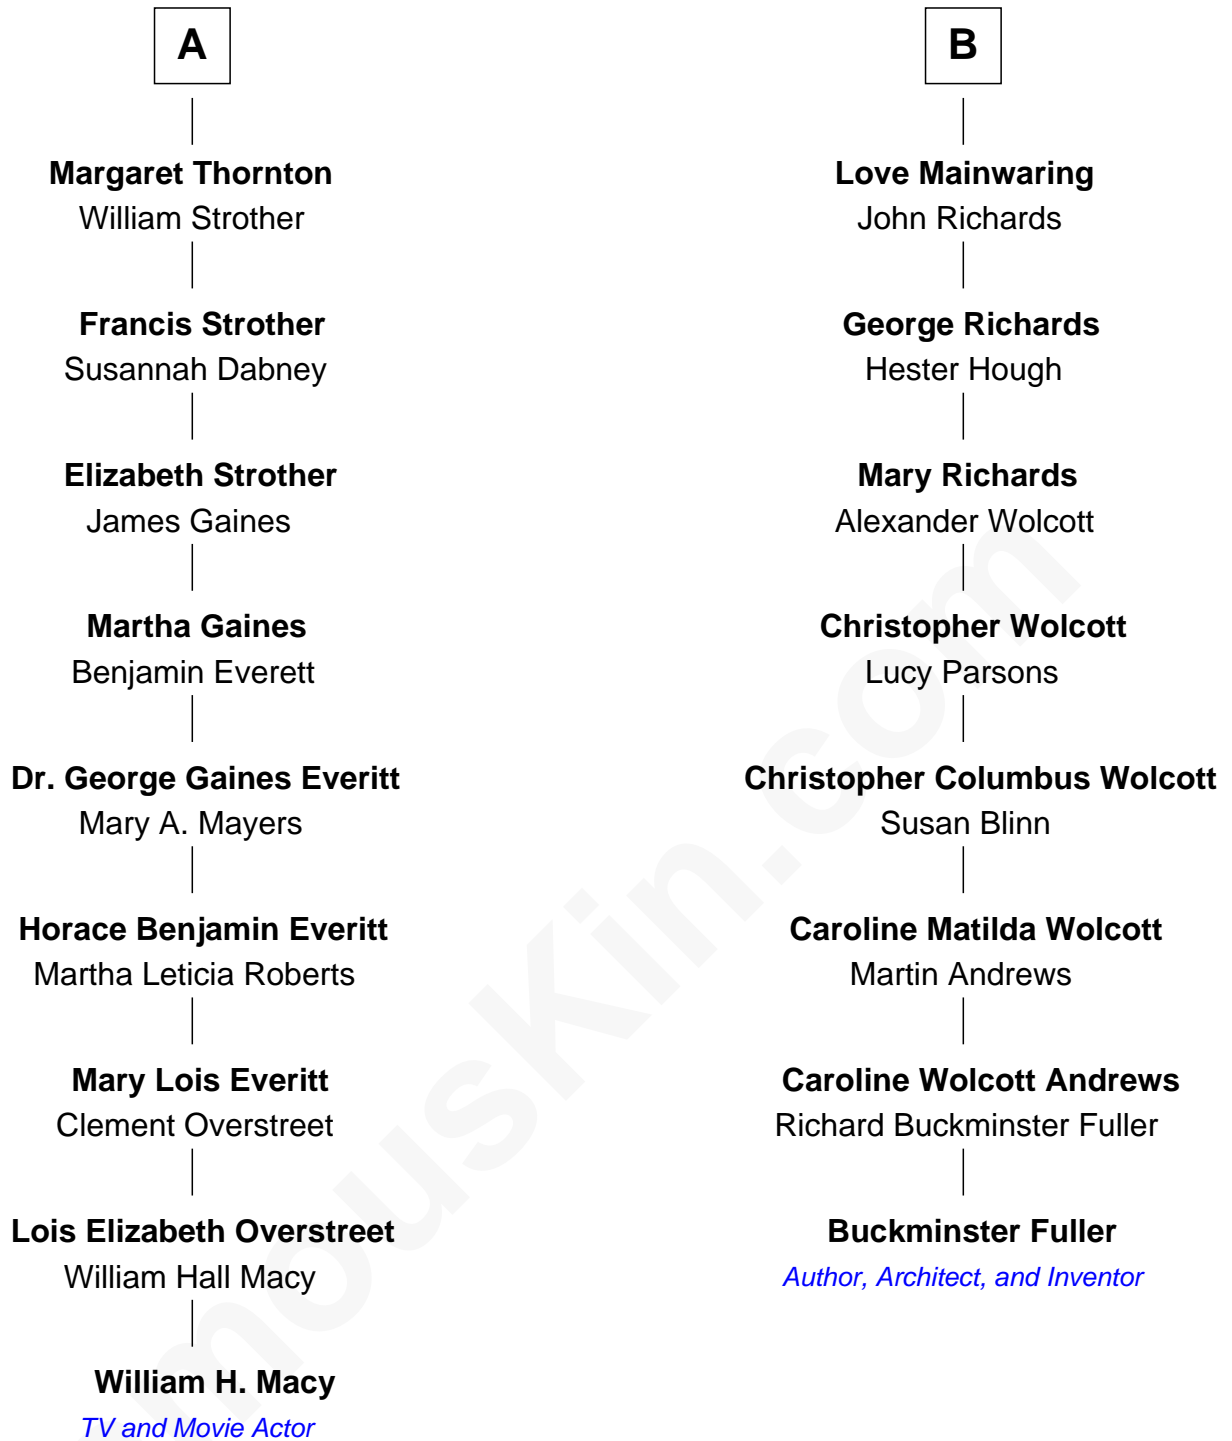 A
Margaret Thornton
William Strother
Francis Strother
Susannah Dabney
Elizabeth Strother
James Gaines
Martha Gaines
Benjamin Everett
Dr. George Gaines Everitt
Mary A. Mayers
Horace Benjamin Everitt
Martha Leticia Roberts
Mary Lois Everitt
Clement Overstreet
Lois Elizabeth Overstreet
William Hall Macy
William H. Macy
TV and Movie Actor
B
Love Mainwaring
John Richards
George Richards
Hester Hough
Mary Richards
Alexander Wolcott
Christopher Wolcott
Lucy Parsons
Christopher Columbus Wolcott
Susan Blinn
Caroline Matilda Wolcott
Martin Andrews
Caroline Wolcott Andrews
Richard Buckminster Fuller
Buckminster Fuller
Author, Architect, and Inventor
mousKin.com